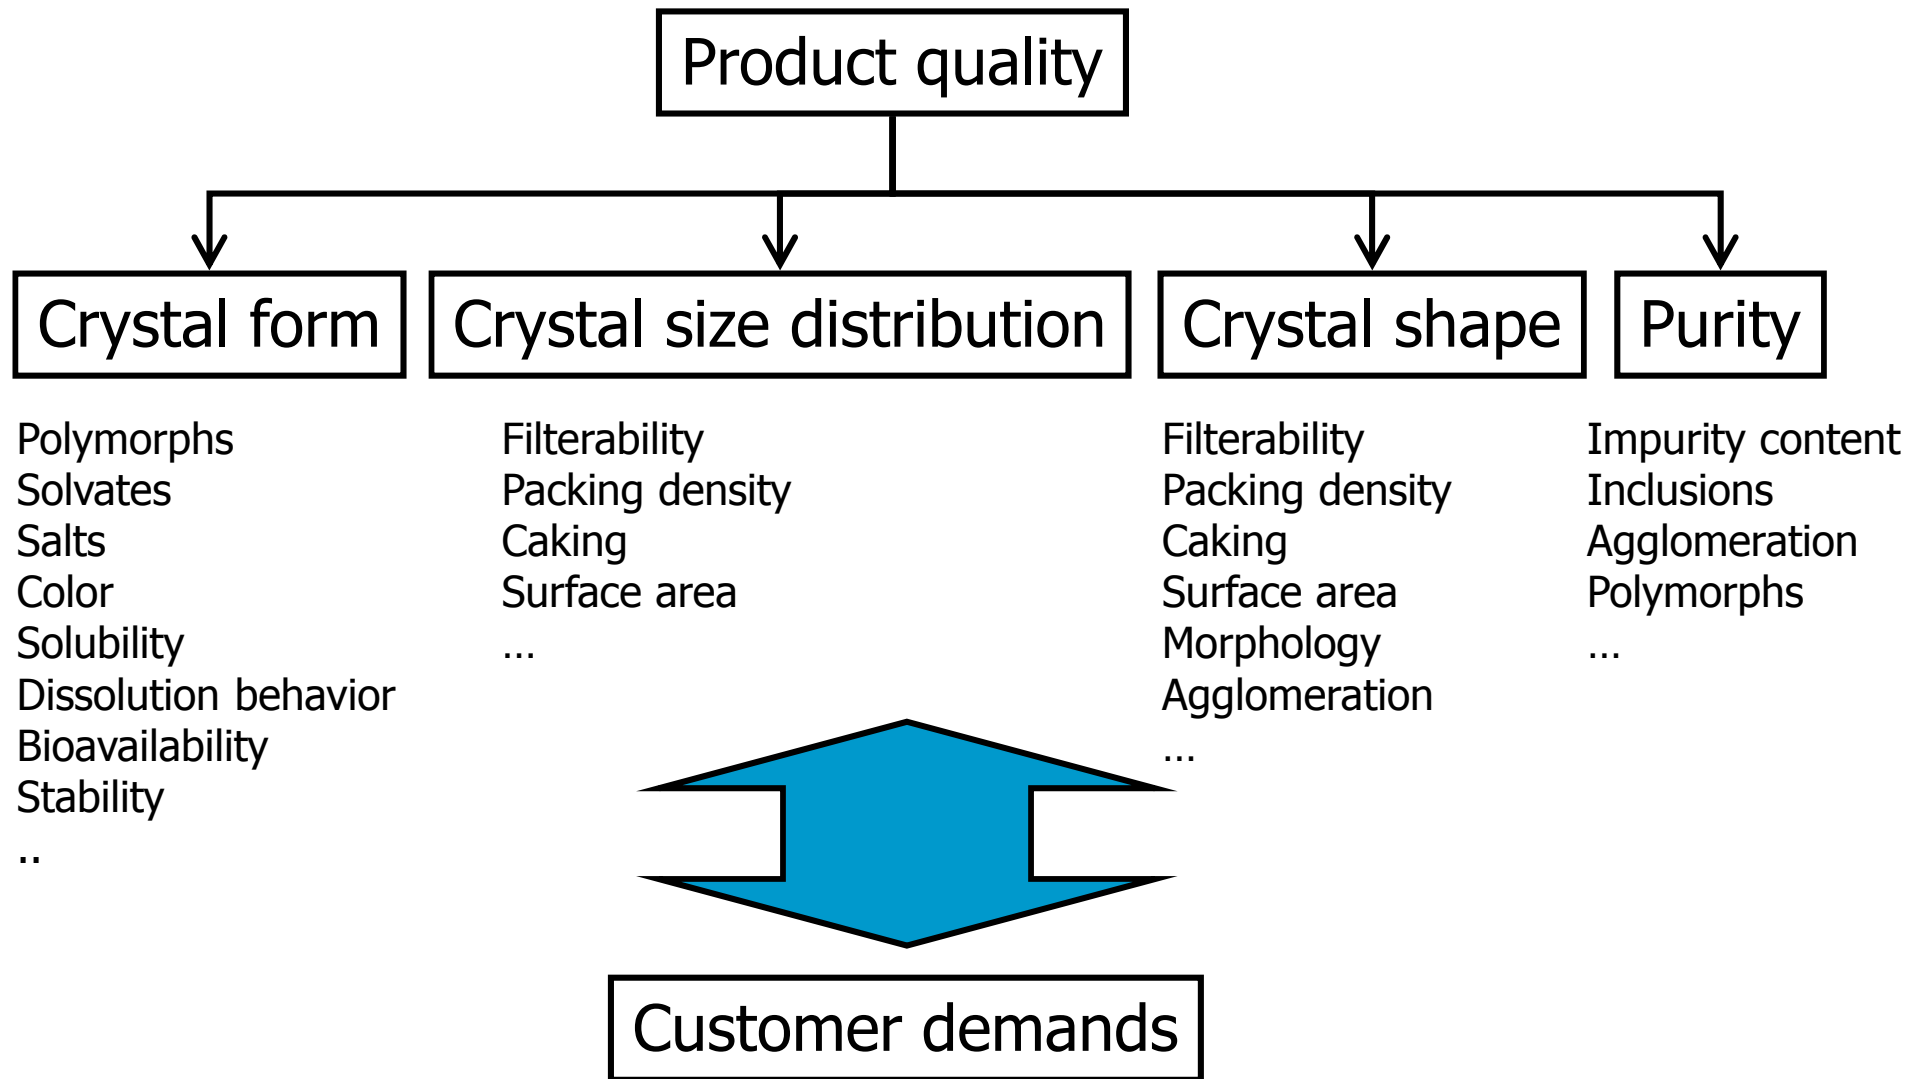 Product quality
Crystal form
Crystal size distribution
Crystal shape
Purity
Polymorphs
Solvates
Salts
Color
Solubility
Dissolution behavior
Bioavailability
Stability
..
Filterability
Packing density
Caking
Surface area
...
Filterability
Packing density
Caking
Surface area
Morphology
Agglomeration
...
Impurity content
Inclusions
Agglomeration
Polymorphs
...
Customer demands